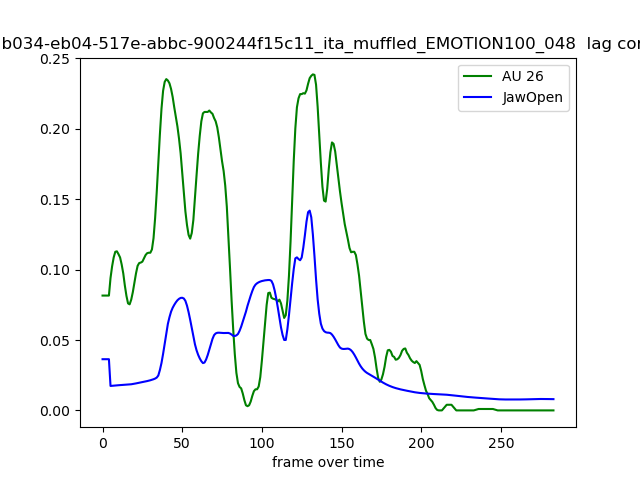 b034-eb04-517e-abbc-900244f15c11_ita_muffled_EMOTION100_048 lag
0.25
AU 26
JawOpen
0.20
0.15
0.10
0.05
0.00
0 50 100 150 200 250
frame over time